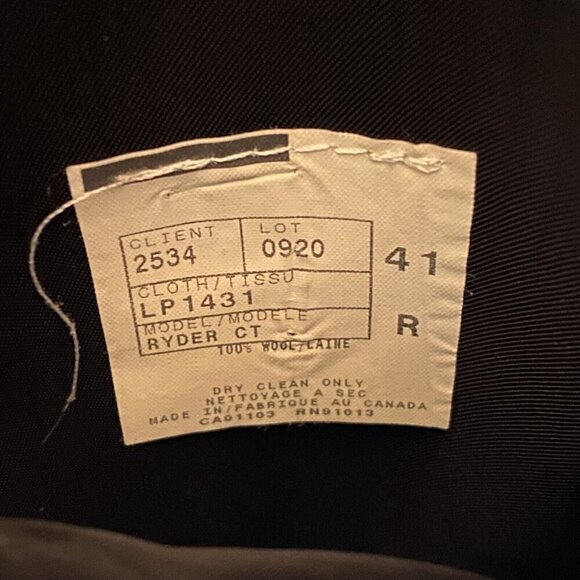 CLIENT LOT
2534 0920
CLOTH/TISSU
LP1431
MODEL/MODELE
RYDER CT
100% WOOL/LAINE
41
R
DRY CLEAN ONLY
NETTOYAGE A SEC
MADE IN/FABRIQUE AU CANADA
CA01103 RN91013